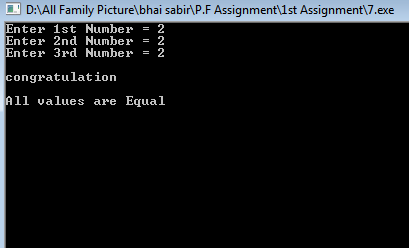 D:\All Family Picture\bhai sabir\P.F Assignment\1st Assignment\7.exe
Enter 1st Number = 2
Enter 2nd Number = 2
Enter 3rd Number = 2
congratulation
All values are Equal